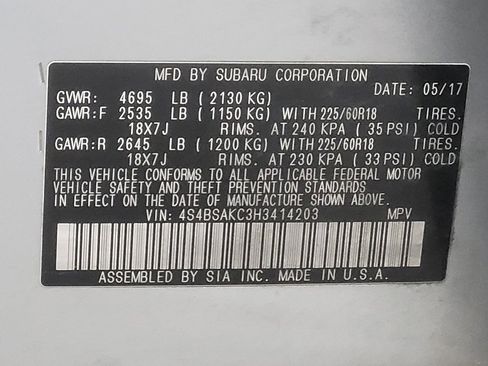 MFD BY SUBARU CORPORATION
DATE: 05/17
GVWR: 4695 LB (2130 KG)
GAWR:F 2535 LB (1150 KG) WITH 225/60R18 TIRES.
18X7J RIMS. AT 240 KPA (35 PSI) COLD
GAWR:R 2645 LB (1200 KG) WITH 225/60R18 TIRES.
18X7J RIMS. AT 230 KPA (33 PSI) COLD
THIS VEHICLE CONFORMS TO ALL APPLICABLE FEDERAL MOTOR
VEHICLE SAFETY AND THEFT PREVENTION STANDARDS
IN EFFECT ON THE DATE OF MANUFACTURE SHOWN ABOVE.
VIN: 4S4BSAKC3H3414203 MPV
ASSEMBLED BY SIA INC. MADE IN U.S.A.